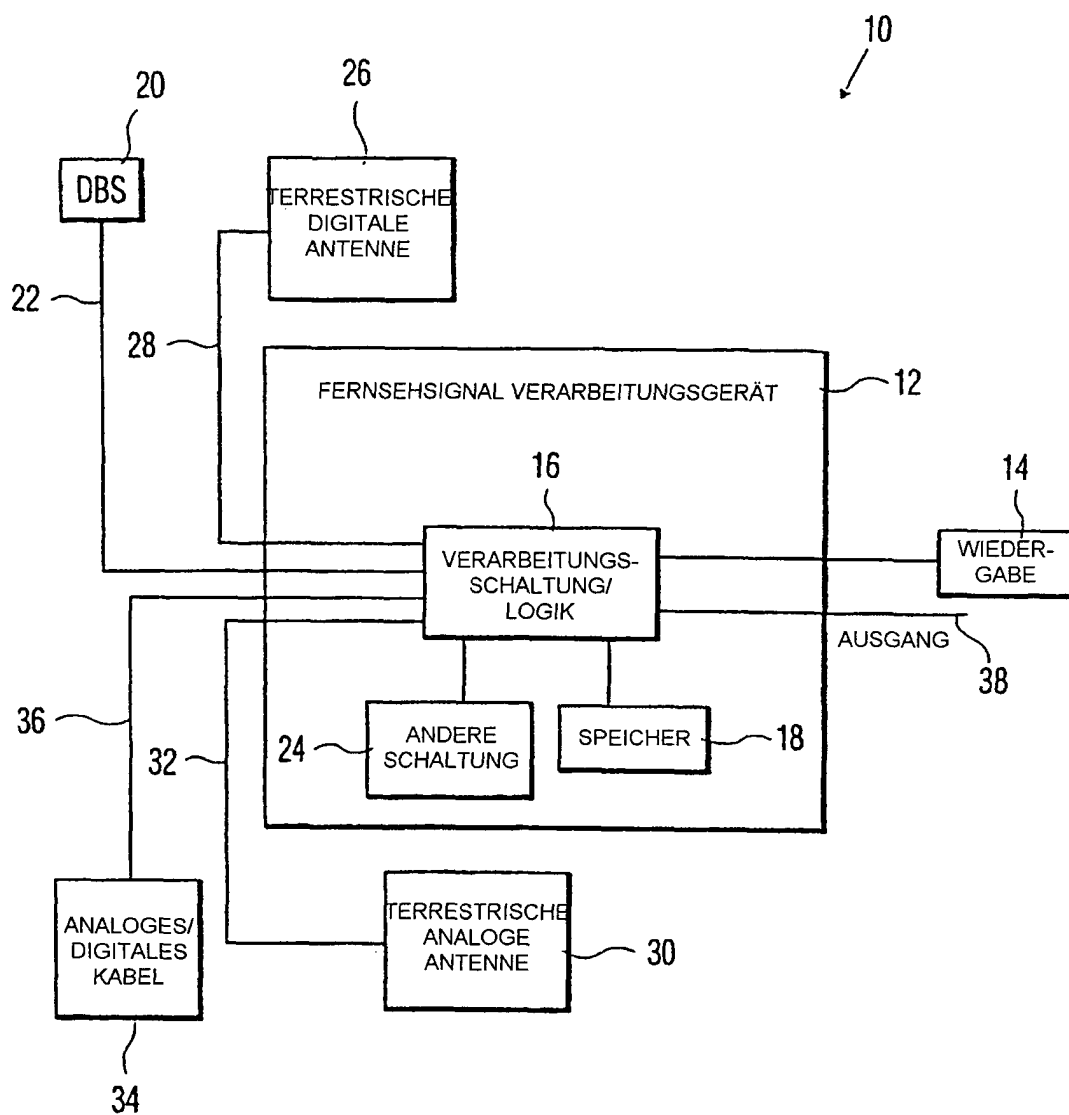 10
20
26
DBS
TERRESTRISCHE
DIGITALE
ANTENNE
22
28
FERNSEHSIGNAL VERARBEITUNGSGERÄT
12
16
14
VERARBEITUNGS-
SCHALTUNG/
LOGIK
WIEDER-
GABE
AUSGANG
38
36
32
24
ANDERE
SCHALTUNG
SPEICHER
18
ANALOGES/
DIGITALES
KABEL
TERRESTRISCHE
ANALOGE
ANTENNE
30
34